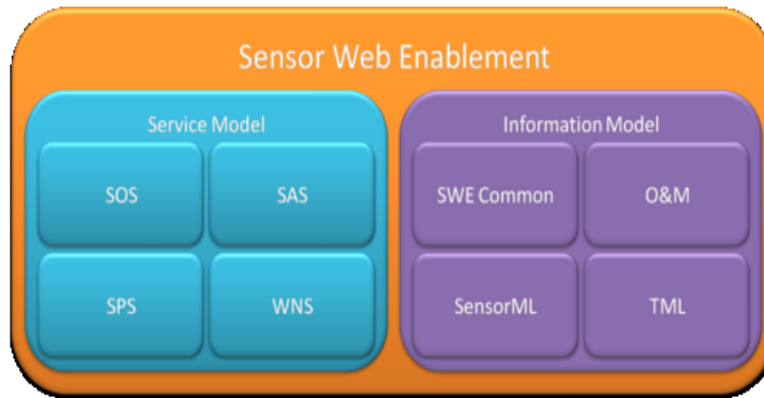 Sensor Web Enablement
Service Model
SOS
SAS
SPS
WNS
Information Model
SWE Common
O&M
SensorML
TML